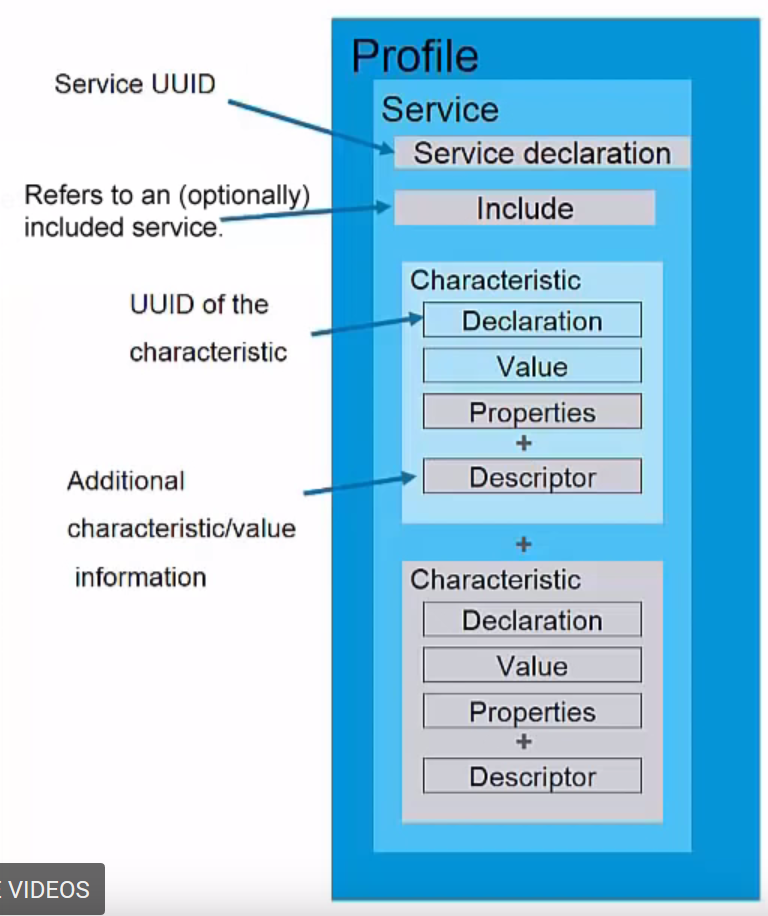 Profile
Service UUID
Service
Service declaration
Refers to an (optionally)
included service.
Include
Characteristic
UUID of the
characteristic
Declaration
Value
Properties
+
Descriptor
Additional
characteristic/value
information
+
Characteristic
Declaration
Value
Properties
+
Descriptor
VIDEOS